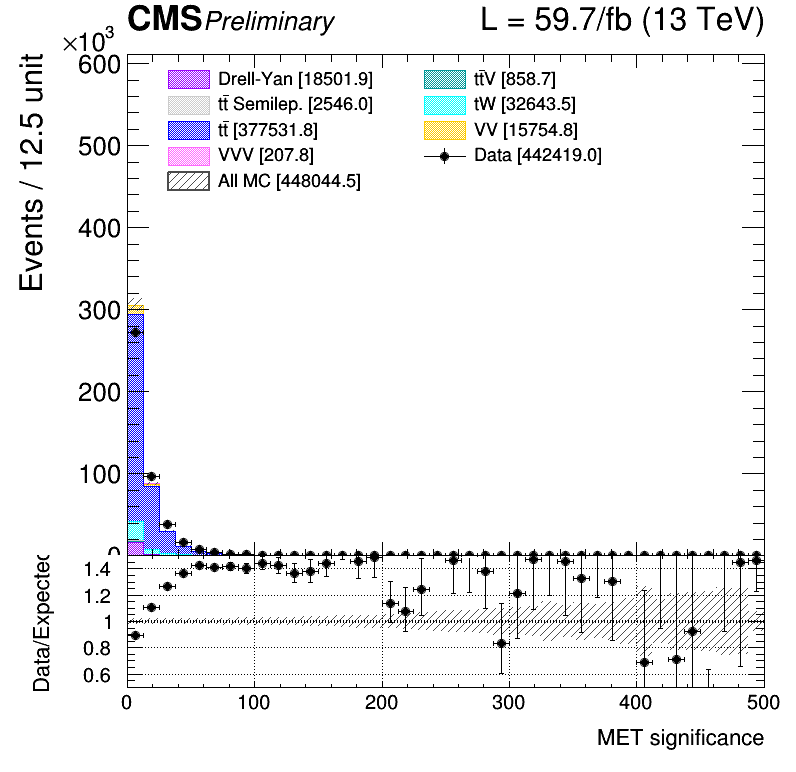 CMS Preliminary L = 59.7/fb (13 TeV)
×10³
Events / 12.5 unit
600
500
400
300
200
100
0
Drell-Yan [18501.9]
tt̄ Semilep. [2546.0]
tt̄ [377531.8]
VVV [207.8]
All MC [448044.5]
tt̄V [858.7]
tW [32643.5]
VV [15754.8]
Data [442419.0]
Data/Expected
1.4
1.2
1
0.8
0.6
0 100 200 300 400 500
MET significance